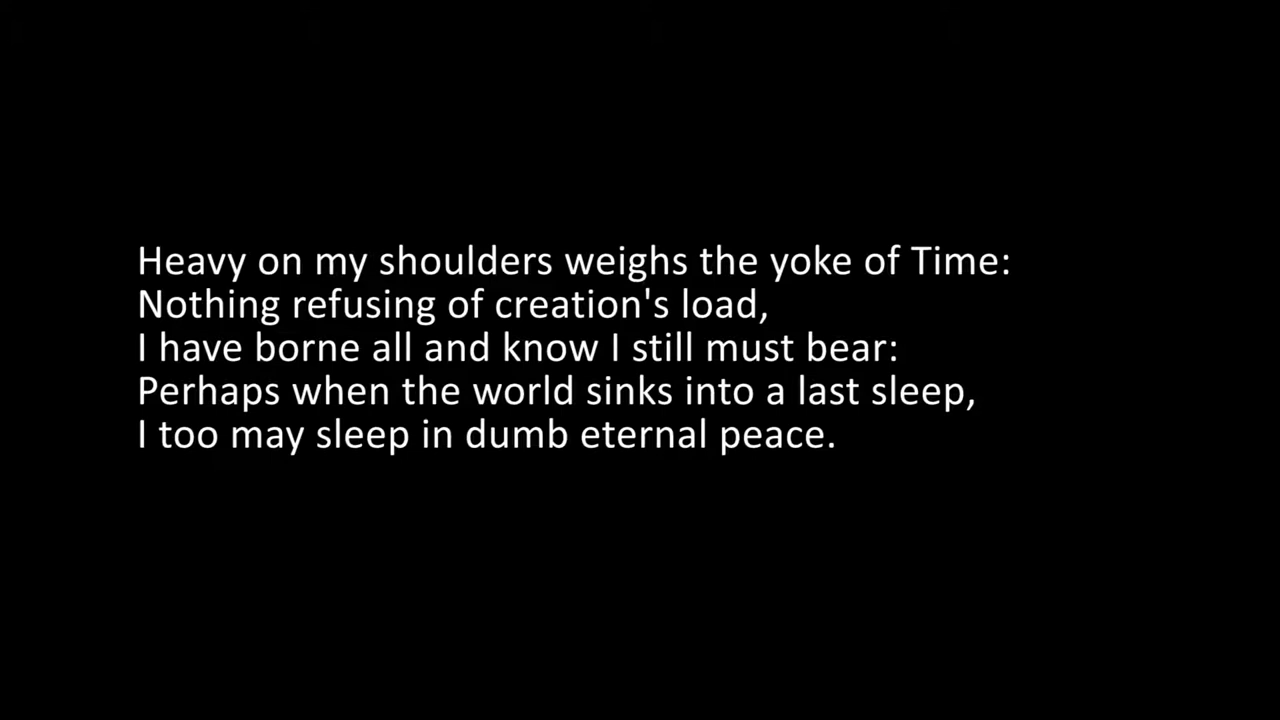 Heavy on my shoulders weighs the yoke of Time:
Nothing refusing of creation's load,
I have borne all and know I still must bear:
Perhaps when the world sinks into a last sleep,
I too may sleep in dumb eternal peace.